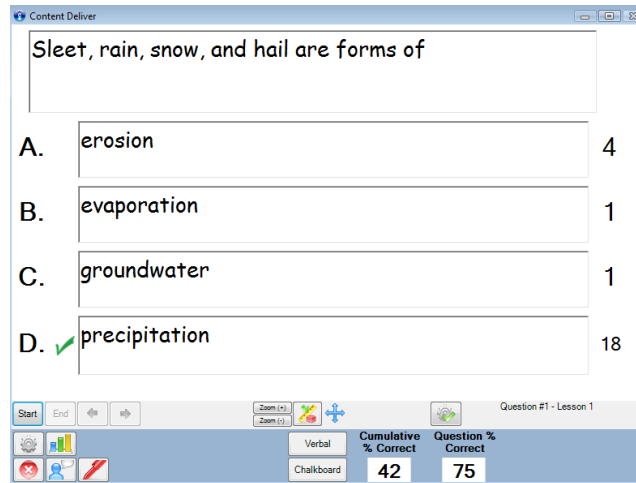 Content Deliver
Sleet, rain, snow, and hail are forms of
A. erosion 4
B. evaporation 1
C. groundwater 1
D. precipitation 18
Start End Zoom (+) Question #1 - Lesson 1
Zoom (-)
Verbal Cumulative % Correct Question % Correct
Chalkboard 42 75